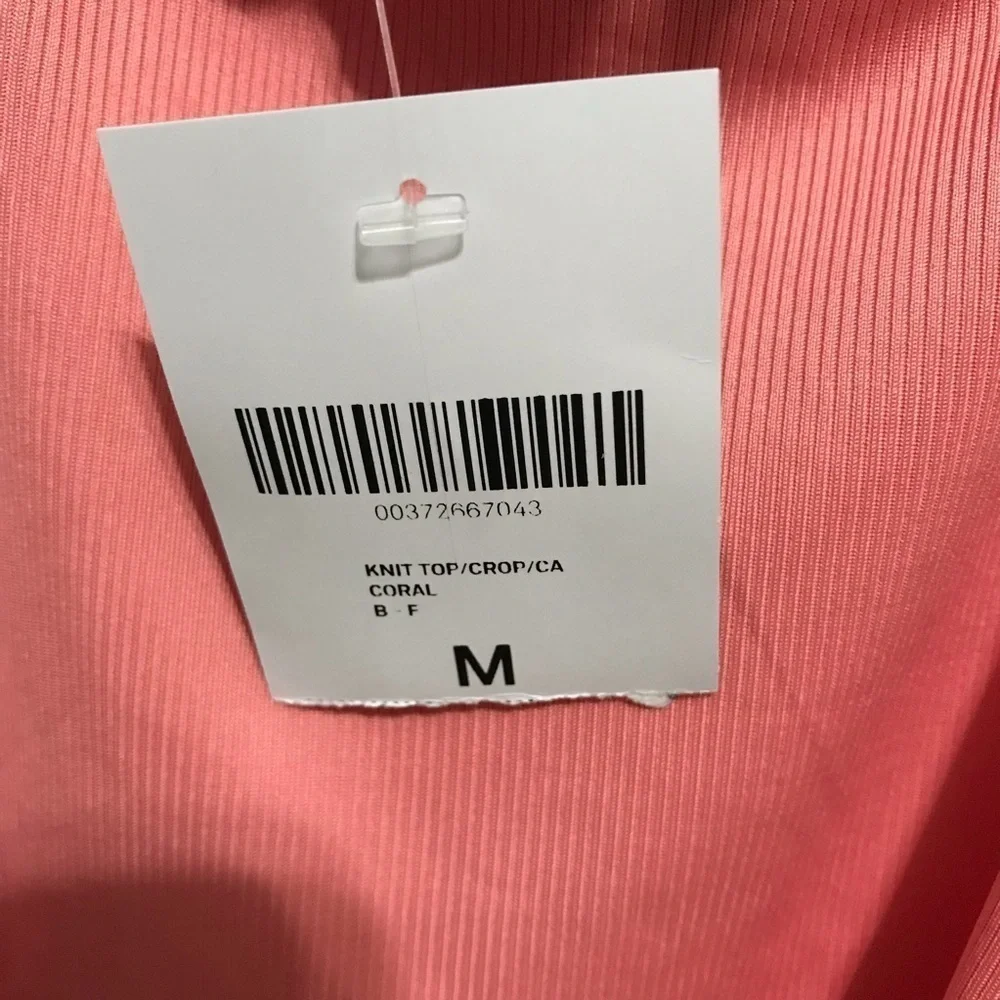 00372667043
KNIT TOP/CROP/CA
CORAL
B - F
M